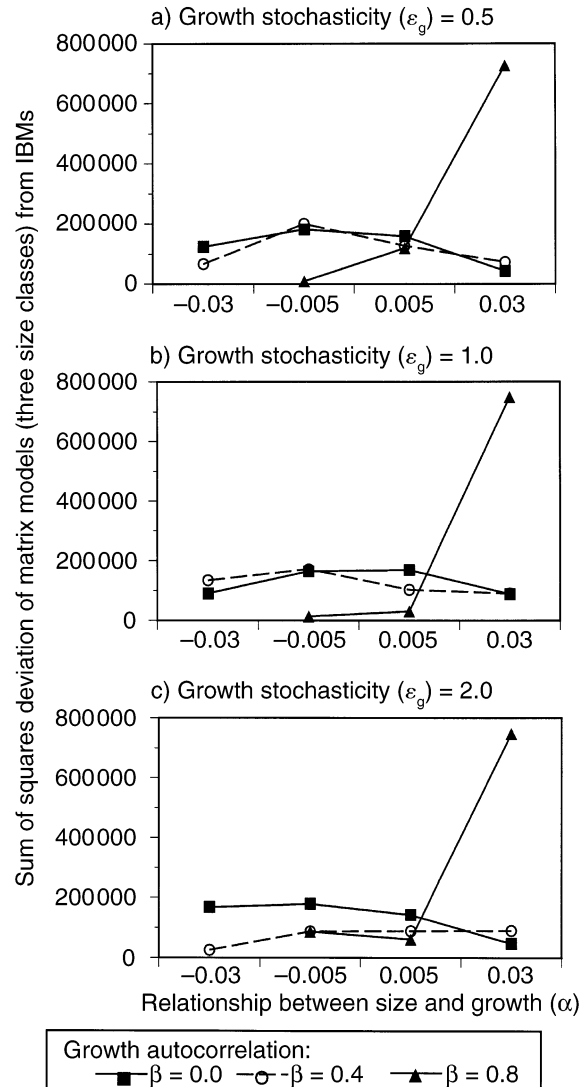 Sum of squares deviation of matrix models (three size classes) from IBMs
a) Growth stochasticity (εg) = 0.5
800000
600000
400000
200000
0
−0.03 −0.005 0.005 0.03
b) Growth stochasticity (εg) = 1.0
800000
600000
400000
200000
0
−0.03 −0.005 0.005 0.03
c) Growth stochasticity (εg) = 2.0
800000
600000
400000
200000
0
−0.03 −0.005 0.005 0.03
Relationship between size and growth (α)
Growth autocorrelation:
β = 0.0 β = 0.4 β = 0.8